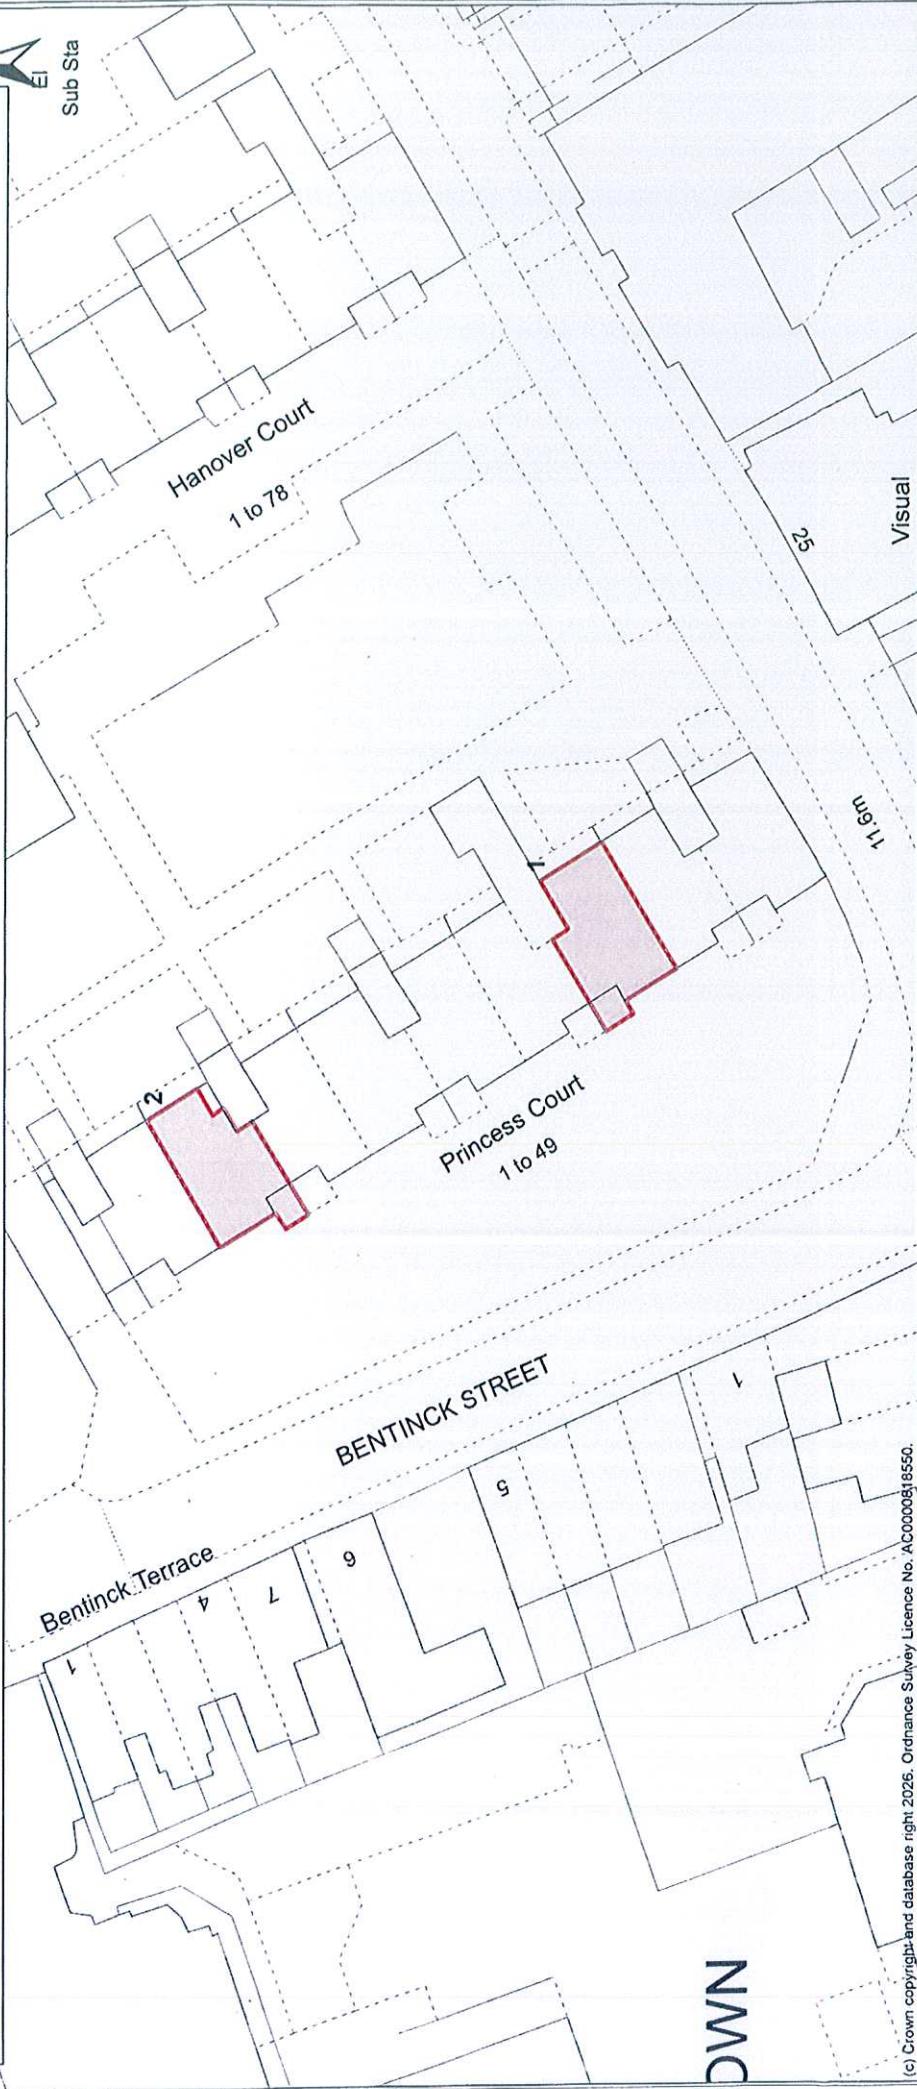 El
Sub Sta
Hanover Court
1 to 78
25
Visual
11.6m
1
2
Princess Court
1 to 49
BENTINCK STREET
Bentinck Terrace
1
4
7
6
5
1
OWN
(c) Crown copyright and database right 2026. Ordnance Survey Licence No. AC0000818550.